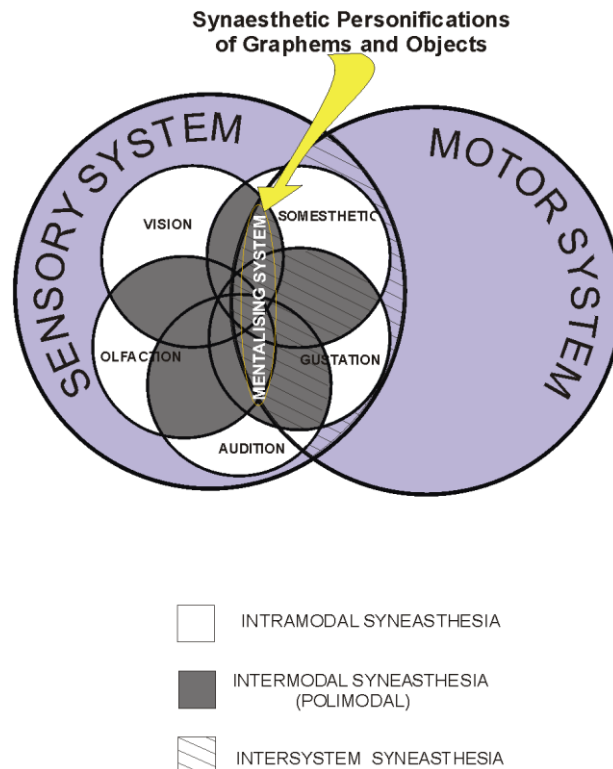 Synaesthetic Personifications
of Graphems and Objects
SENSORY SYSTEM
MOTOR SYSTEM
VISION
SOMESTHETIC
MENTALISING SYSTEM
OLFACTION
GUSTATION
AUDITION
INTRAMODAL SYNEASTHESIA
INTERMODAL SYNEASTHESIA
(POLIMODAL)
INTERSYSTEM SYNEASTHESIA